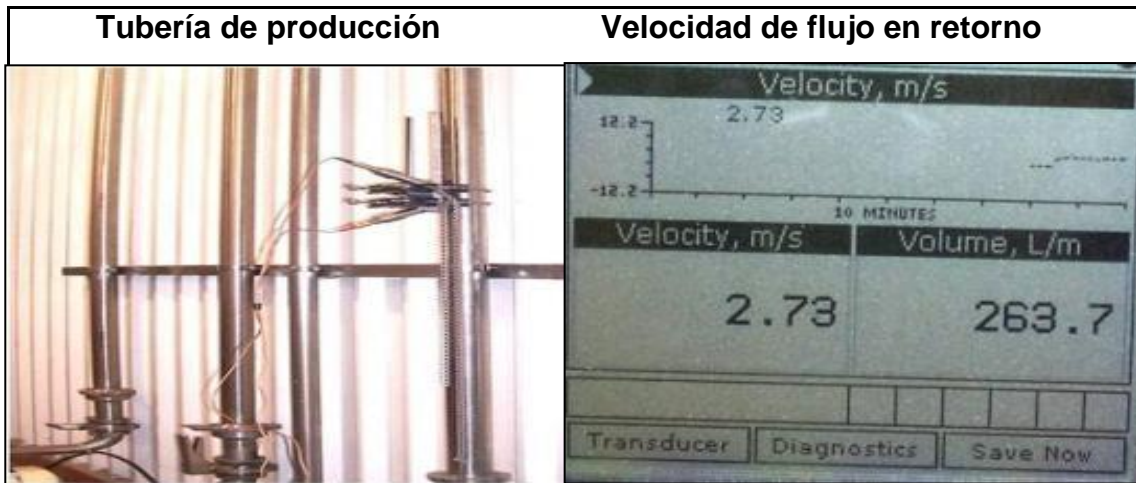 Tubería de producción Velocidad de flujo en retorno
Velocity, m/s
2.73
12.2
-12.2
10 MINUTES
Velocity, m/s Volume, L/m
2.73 263.7
Transducer Diagnostics Save Now